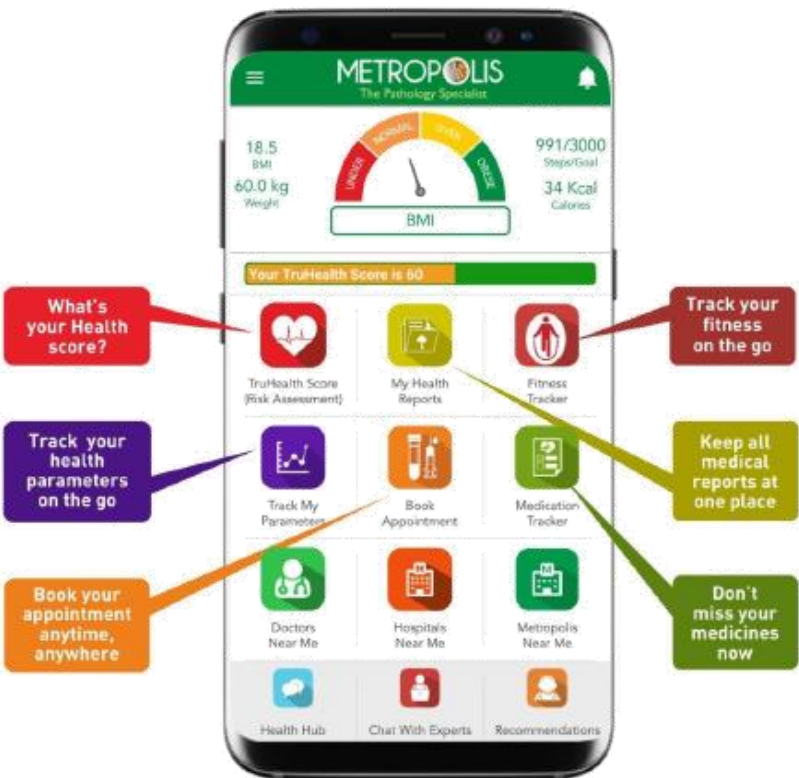 METROPOLIS
The Pathology Specialist
18.5
BMI
60.0 kg
Weight
UNDER
NORMAL
OVER
OBESE
BMI
991/3000
Steps/Goal
34 Kcal
Calories
Your TruHealth Score is 60
What's
your Health
score?
Track your
fitness
on the go
TruHealth Score
(Risk Assessment)
My Health
Reports
Fitness
Tracker
Track your
health
parameters
on the go
Keep all
medical
reports at
one place
Track My
Parameters
Book
Appointment
Medication
Tracker
Book your
appointment
anytime,
anywhere
Don't
miss your
medicines
now
H
M
Doctors
Near Me
Hospitals
Near Me
Metropolis
Near Me
Health Hub
Chat With Experts
Recommendations